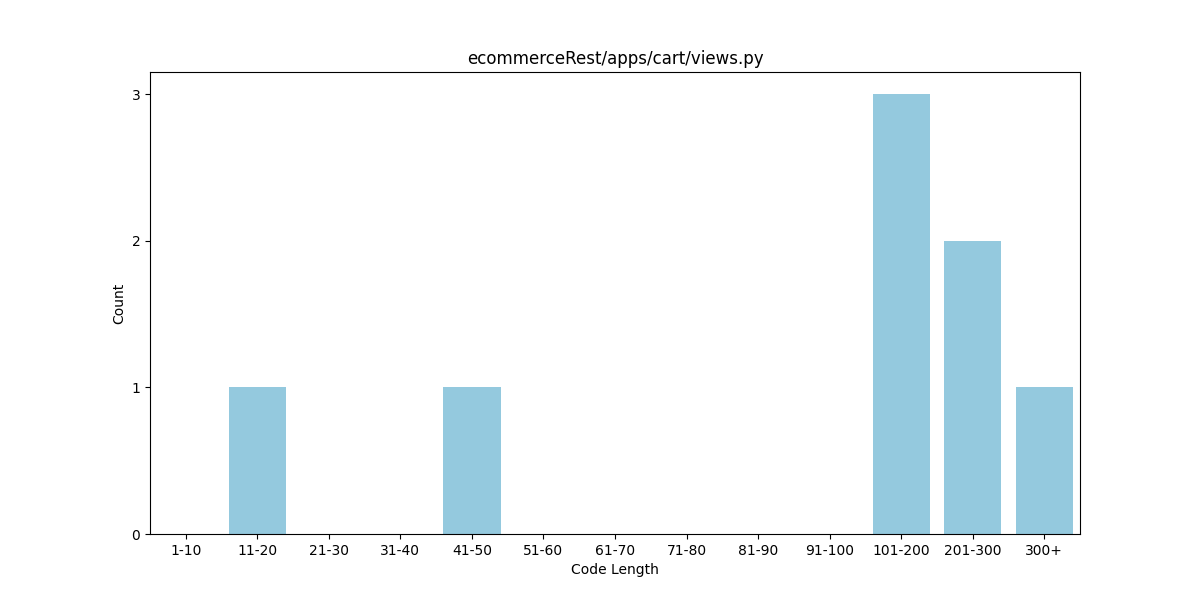 ecommerceRest/apps/cart/views.py
3
2
1
0
Count
1-10 11-20 21-30 31-40 41-50 51-60 61-70 71-80 81-90 91-100 101-200 201-300 300+
Code Length